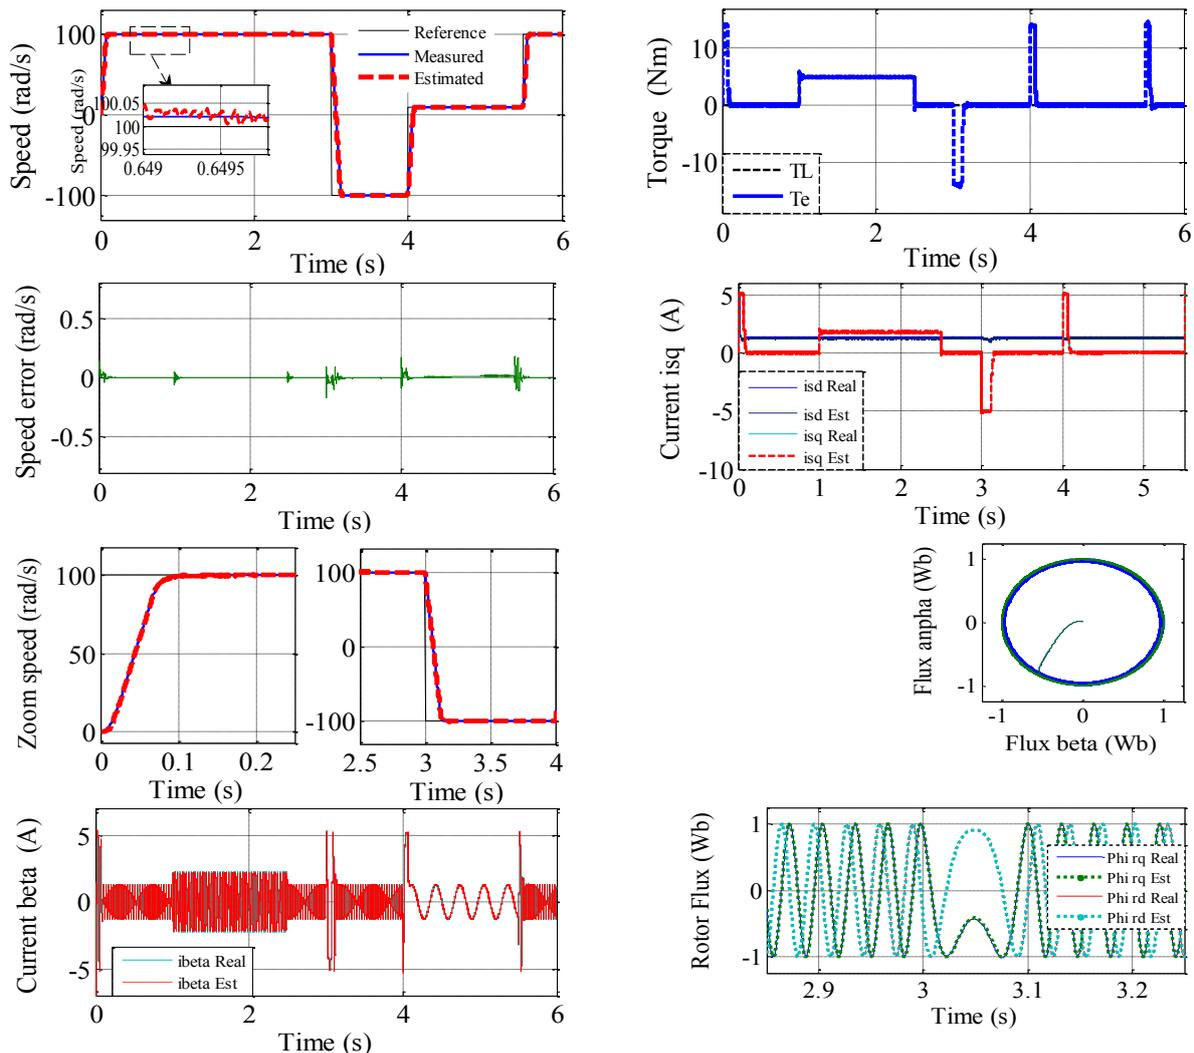 Speed (rad/s)
100
0
-100
Reference
Measured
Estimated
Speed (rad/s)
100.05
100
99.95
0.649
0.6495
0
2
4
6
Time (s)
Torque (Nm)
10
0
-10
TL
Te
0
2
4
6
Time (s)
Speed error (rad/s)
0.5
0
-0.5
0
2
4
6
Time (s)
Current isq (A)
5
0
-5
-10
isd Real
isd Est
isq Real
isq Est
0
1
2
3
4
5
Time (s)
Zoom speed (rad/s)
100
50
0
0
0.1
0.2
Time (s)
100
0
-100
2.5
3
3.5
4
Time (s)
Flux anpha (Wb)
1
0
-1
-1
0
1
Flux beta (Wb)
Current beta (A)
5
0
-5
ibeta Real
ibeta Est
0
2
4
6
Time (s)
Rotor Flux (Wb)
1
0
-1
Phi rq Real
Phi rq Est
Phi rd Real
Phi rd Est
2.9
3
3.1
3.2
Time (s)